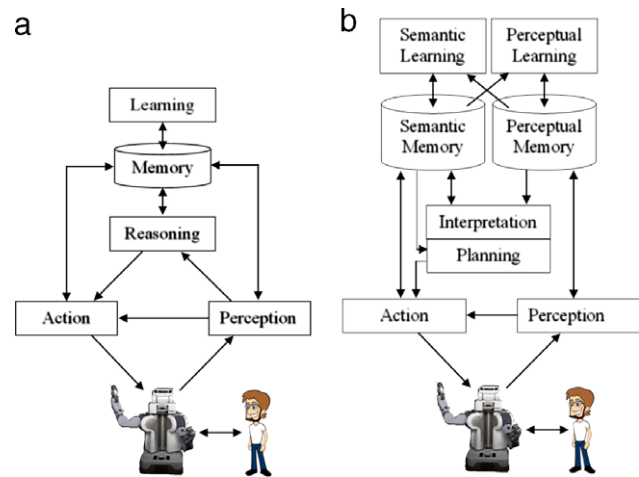 a
Learning
Memory
Reasoning
Action
Perception
b
Semantic
Learning
Perceptual
Learning
Semantic
Memory
Perceptual
Memory
Interpretation
Planning
Action
Perception